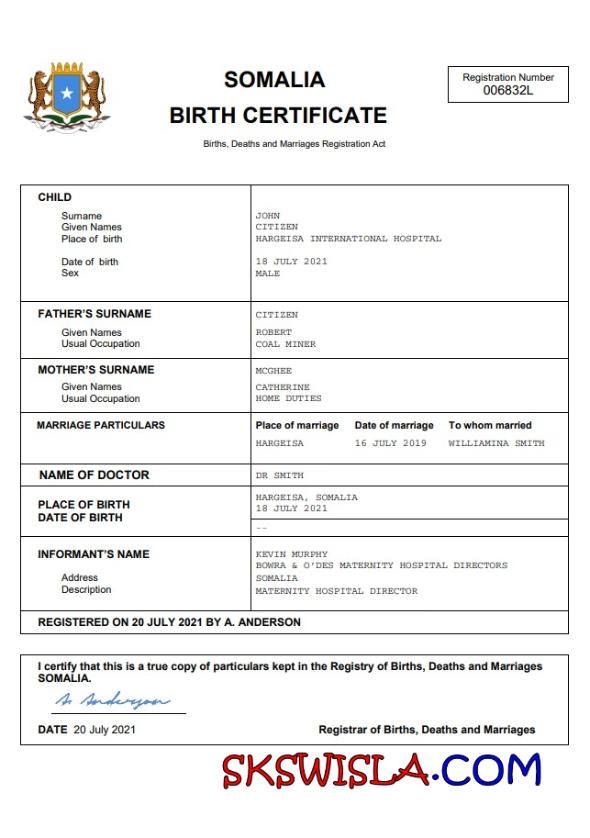 SOMALIA
BIRTH CERTIFICATE
Births, Deaths and Marriages Registration Act
Registration Number
006832L
CHILD
Surname JOHN
Given Names CITIZEN
Place of birth HARGEISA INTERNATIONAL HOSPITAL
Date of birth 18 JULY 2021
Sex MALE
FATHER'S SURNAME CITIZEN
Given Names ROBERT
Usual Occupation COAL MINER
MOTHER'S SURNAME MCGHEE
Given Names CATHERINE
Usual Occupation HOME DUTIES
MARRIAGE PARTICULARS Place of marriage Date of marriage To whom married
HARGEISA 16 JULY 2019 WILLIAMINA SMITH
NAME OF DOCTOR DR SMITH
PLACE OF BIRTH HARGEISA, SOMALIA
DATE OF BIRTH 18 JULY 2021
--
INFORMANT'S NAME KEVIN MURPHY
BOWRA & O'DES MATERNITY HOSPITAL DIRECTORS
Address SOMALIA
Description MATERNITY HOSPITAL DIRECTOR
REGISTERED ON 20 JULY 2021 BY A. ANDERSON
I certify that this is a true copy of particulars kept in the Registry of Births, Deaths and Marriages
SOMALIA.
A. Anderson
DATE 20 July 2021 Registrar of Births, Deaths and Marriages
SKSWISLA.COM